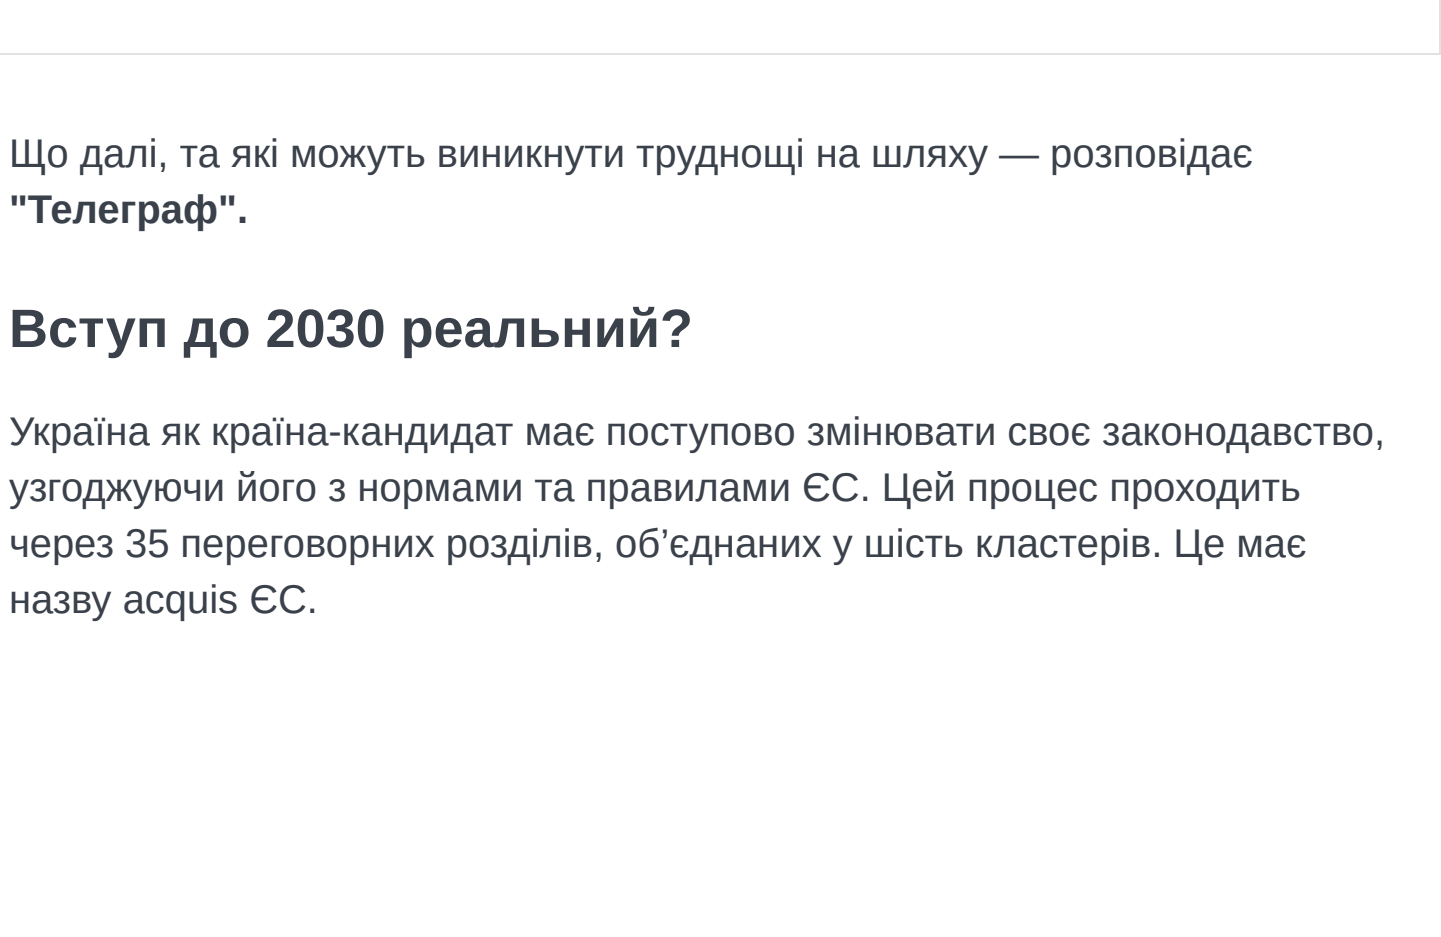 Що далі, та які можуть виникнути труднощі на шляху — розповідає
"Телеграф".
Вступ до 2030 реальний?
Україна як країна-кандидат має поступово змінювати своє законодавство,
узгоджуючи його з нормами та правилами ЄС. Цей процес проходить
через 35 переговорних розділів, об’єднаних у шість кластерів. Це має
назву acquis ЄС.